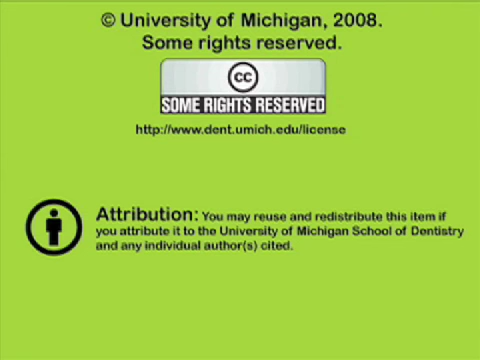 © University of Michigan, 2008.
Some rights reserved.
cc
SOME RIGHTS RESERVED
http://www.dent.umich.edu/license
Attribution: You may reuse and redistribute this item if
you attribute it to the University of Michigan School of Dentistry
and any individual author(s) cited.